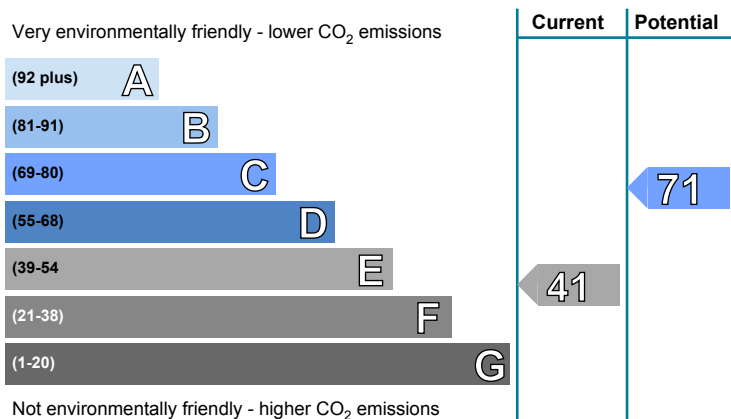 Very environmentally friendly - lower CO₂ emissions
Current
Potential
(92 plus) A
(81-91) B
(69-80) C
71
(55-68) D
(39-54 E
41
(21-38) F
(1-20) G
Not environmentally friendly - higher CO₂ emissions